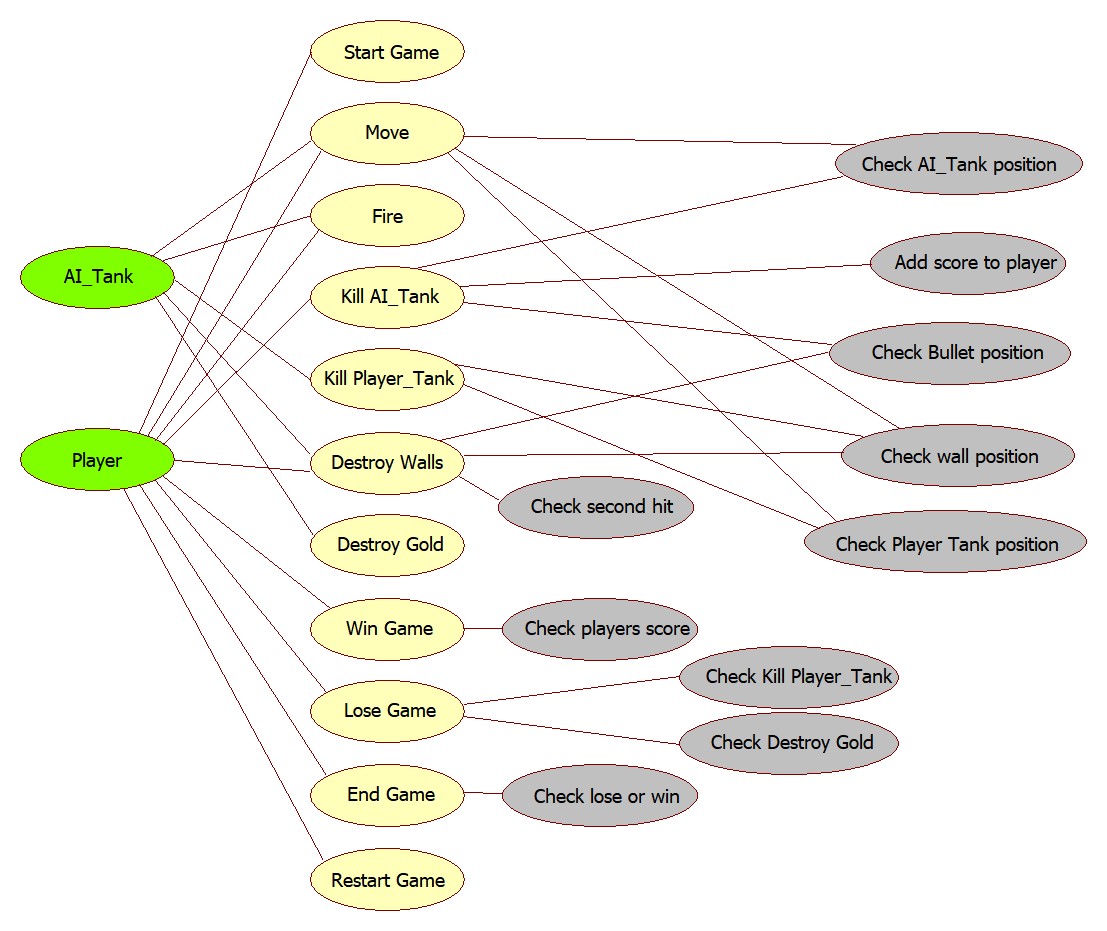 Start Game
Move
Fire
Kill AI_Tank
Kill Player_Tank
Destroy Walls
Destroy Gold
Win Game
Lose Game
End Game
Restart Game
AI_Tank
Player
Check AI_Tank position
Add score to player
Check Bullet position
Check wall position
Check second hit
Check Player Tank position
Check players score
Check Kill Player_Tank
Check Destroy Gold
Check lose or win